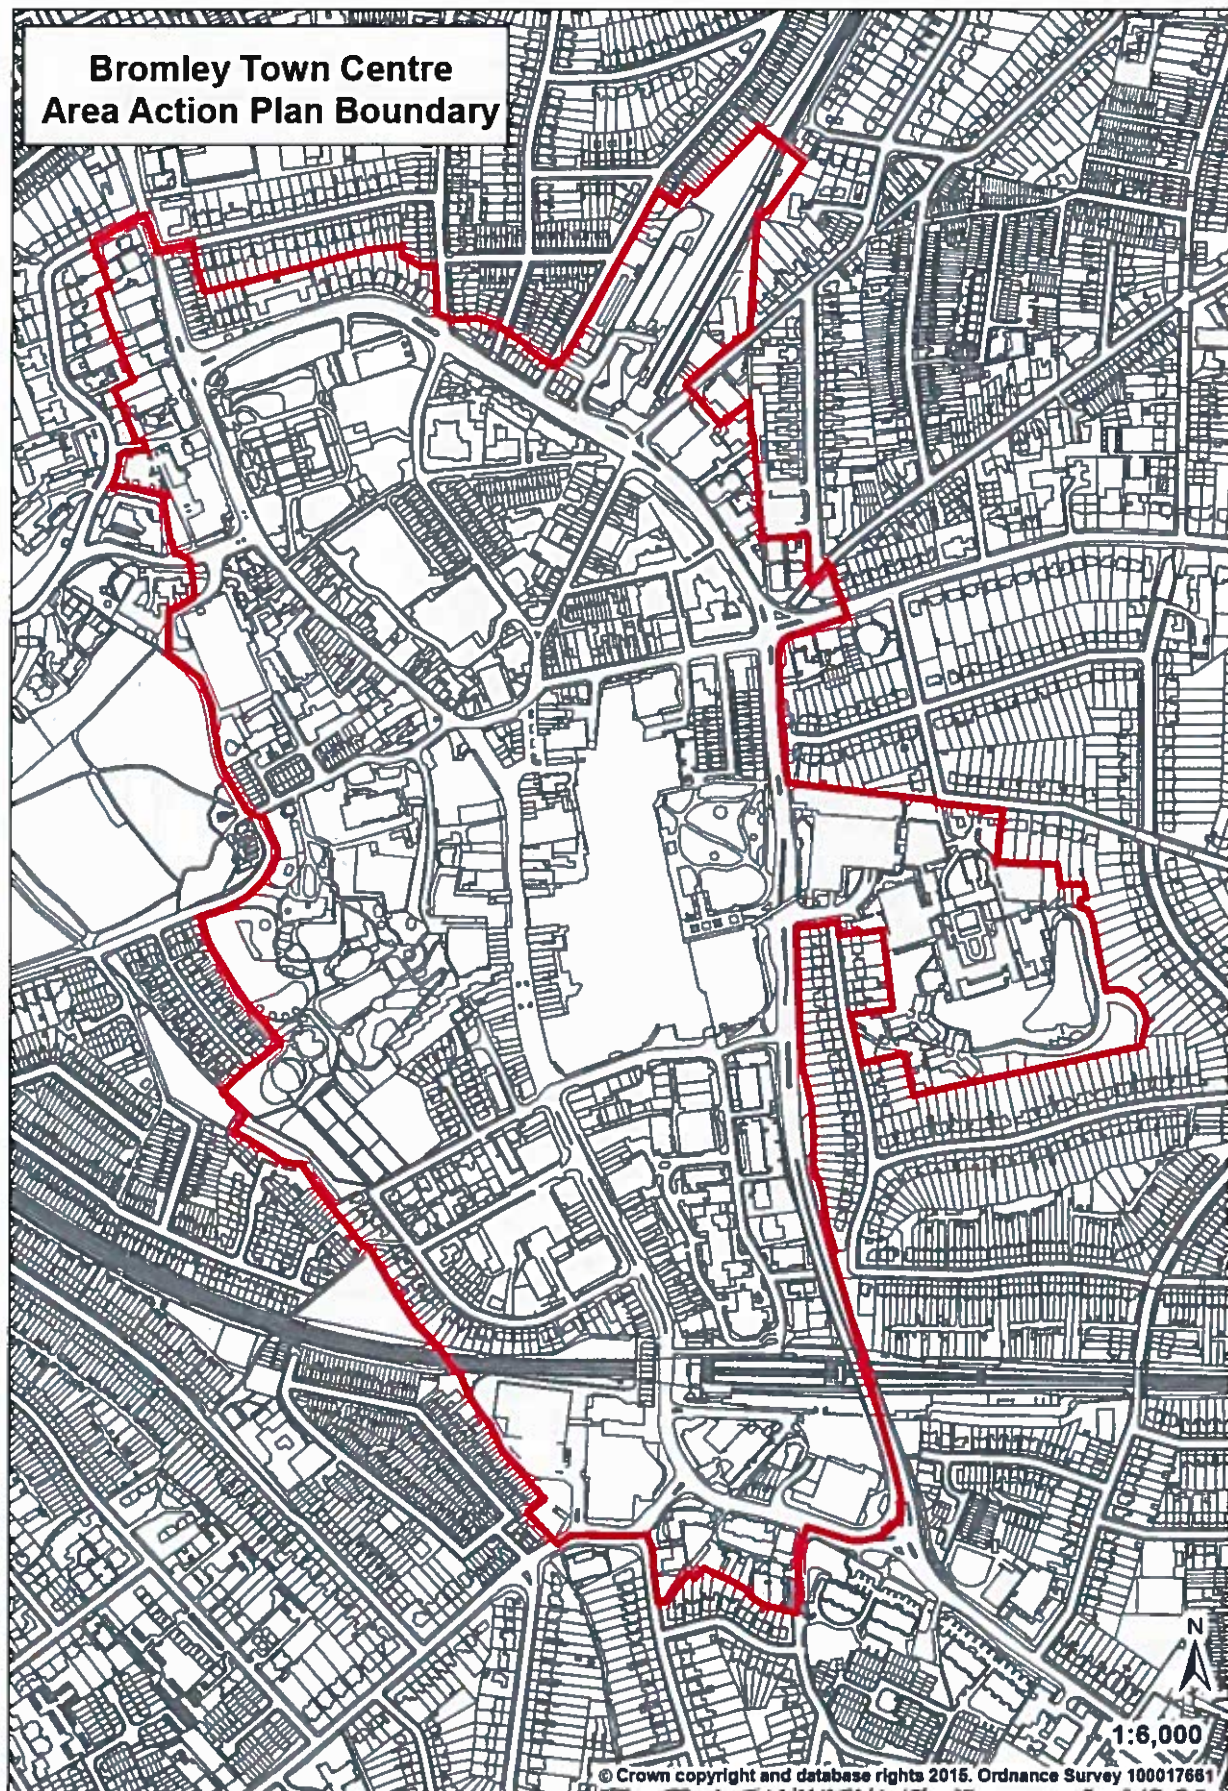 Bromley Town Centre
Area Action Plan Boundary
N
1:6,000
© Crown copyright and database rights 2015. Ordnance Survey 100017661